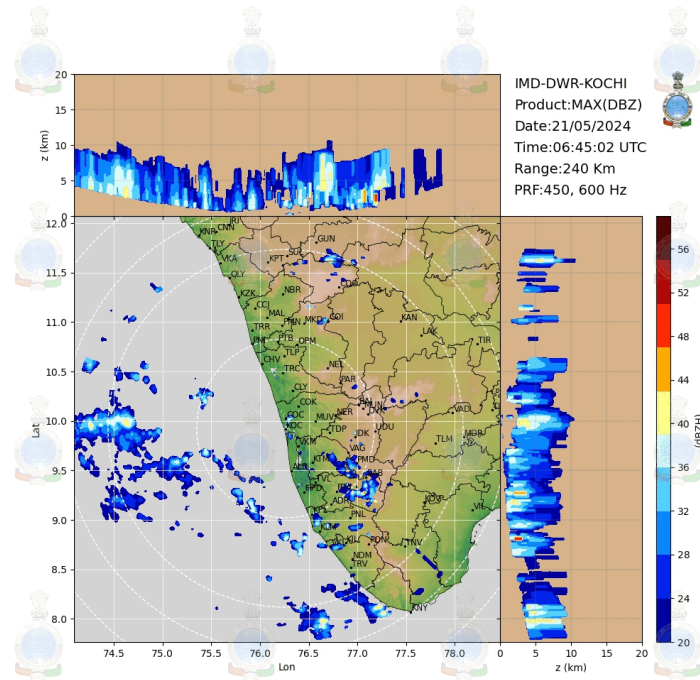 IMD-DWR-KOCHI
Product:MAX(DBZ)
Date:21/05/2024
Time:06:45:02 UTC
Range:240 Km
PRF:450, 600 Hz
20
15
10
5
0
z (km)
12.0
11.5
11.0
10.5
10.0
9.5
9.0
8.5
8.0
Lat
IRI
CNN
KNR
TLY
GUN
VKA
KPT
QLY
NBR
KZK
CCJ
MAL
MKD
COI
KAN
TRR
LAK
PTB
OPM
TIR
TLP
CHV
TRC
NEL
PAR
CLY
COK
VAD
COC
MUV
NER
KOC
TDP
IDK
UDU
VKM
TLM
MDR
VAG
PMD
TVL
ADR
PNL
VIL
TNV
NDM
TRV
KNY
74.5
75.0
75.5
76.0
76.5
77.0
77.5
78.0
Lon
0
5
10
15
20
z (km)
56
52
48
44
40
36
32
28
24
20